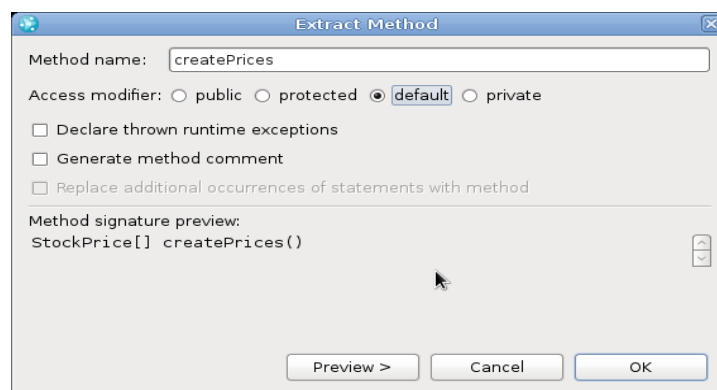 Extract Method
Method name: createPrices
Access modifier: public protected default private
Declare thrown runtime exceptions
Generate method comment
Replace additional occurrences of statements with method
Method signature preview:
StockPrice[] createPrices()
Preview > Cancel OK